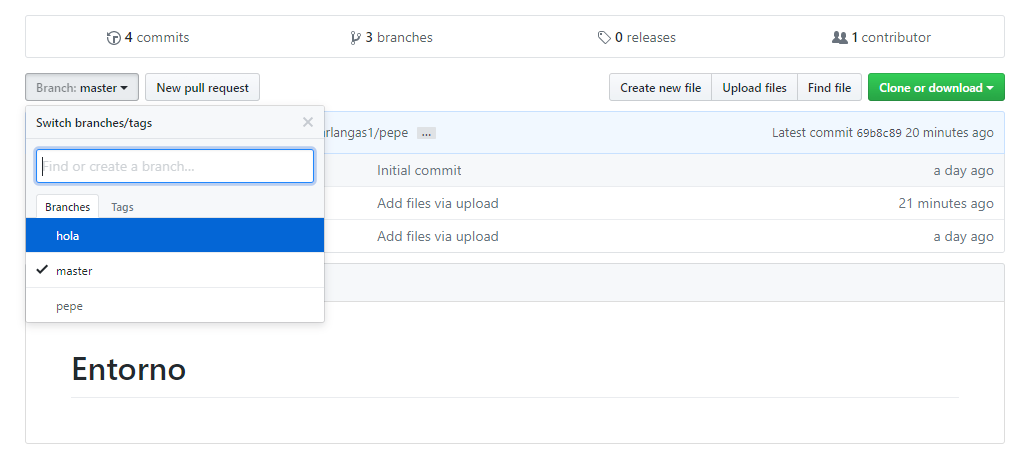 4 commits
3 branches
0 releases
1 contributor
Branch: master
New pull request
Create new file
Upload files
Find file
Clone or download
Switch branches/tags
Find or create a branch...
Branches
Tags
hola
master
pepe
rlangas1/pepe ...
Latest commit 69b8c89 20 minutes ago
Initial commit
a day ago
Add files via upload
21 minutes ago
Add files via upload
a day ago
Entorno